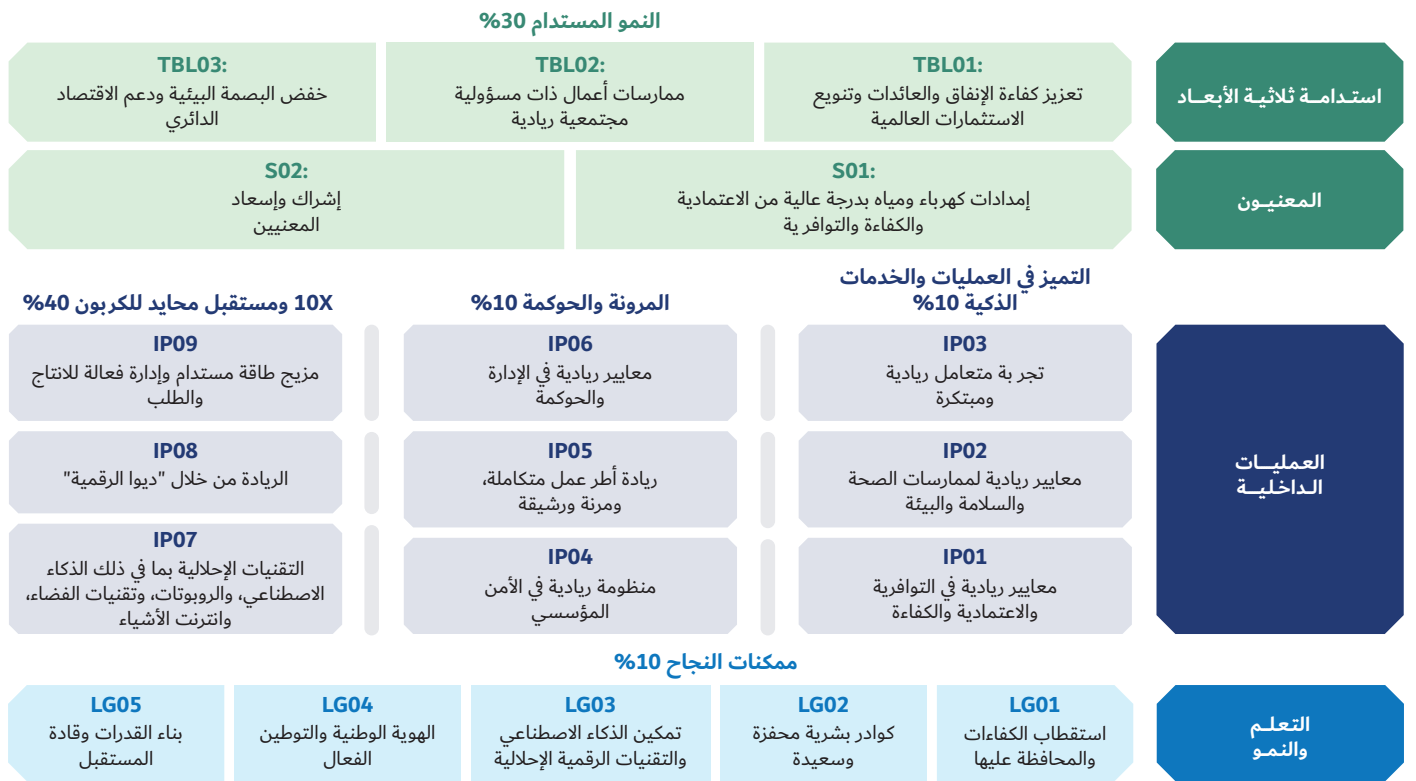 النمو المستدام 30%
استدامــة ثلاثيـة الأبعــاد
TBL01:
تعزيز كفاءة الإنفاق والعائدات وتنويع
الاستثمارات العالمية
TBL02:
ممارسات أعمال ذات مسؤولية
مجتمعية ريادية
TBL03:
خفض البصمة البيئية ودعم الاقتصاد
الدائري
المعنيـون
S01:
إمدادات كهرباء ومياه بدرجة عالية من الاعتمادية
والكفاءة والتوافر ية
S02:
إشراك وإسعاد
المعنيين
التميز في العمليات والخدمات
الذكية 10%
المرونة والحوكمة 10%
10X ومستقبل محايد للكربون 40%
العمليــات
الـداخليــة
IP03
تجر بة متعامل ريادية
ومبتكرة
IP06
معايير ريادية في الإدارة
والحوكمة
IP09
مزيج طاقة مستدام وإدارة فعالة للانتاج
والطلب
IP02
معايير ريادية لممارسات الصحة
والسلامة والبيئة
IP05
ريادة أطر عمل متكاملة،
ومرنة ورشيقة
IP08
الريادة من خلال "ديوا الرقمية"
IP01
معايير ريادية في التوافرية
والاعتمادية والكفاءة
IP04
منظومة ريادية في الأمن
المؤسسي
IP07
التقنيات الإحلالية بما في ذلك الذكاء
الاصطناعي، والروبوتات، وتقنيات الفضاء،
وانترنت الأشياء
ممكنات النجاح 10%
التعلـم
والنمـو
LG01
استقطاب الكفاءات
والمحافظة عليها
LG02
كوادر بشرية محفزة
وسعيدة
LG03
تمكين الذكاء الاصطناعي
والتقنيات الرقمية الإحلالية
LG04
الهوية الوطنية والتوطين
الفعال
LG05
بناء القدرات وقادة
المستقبل